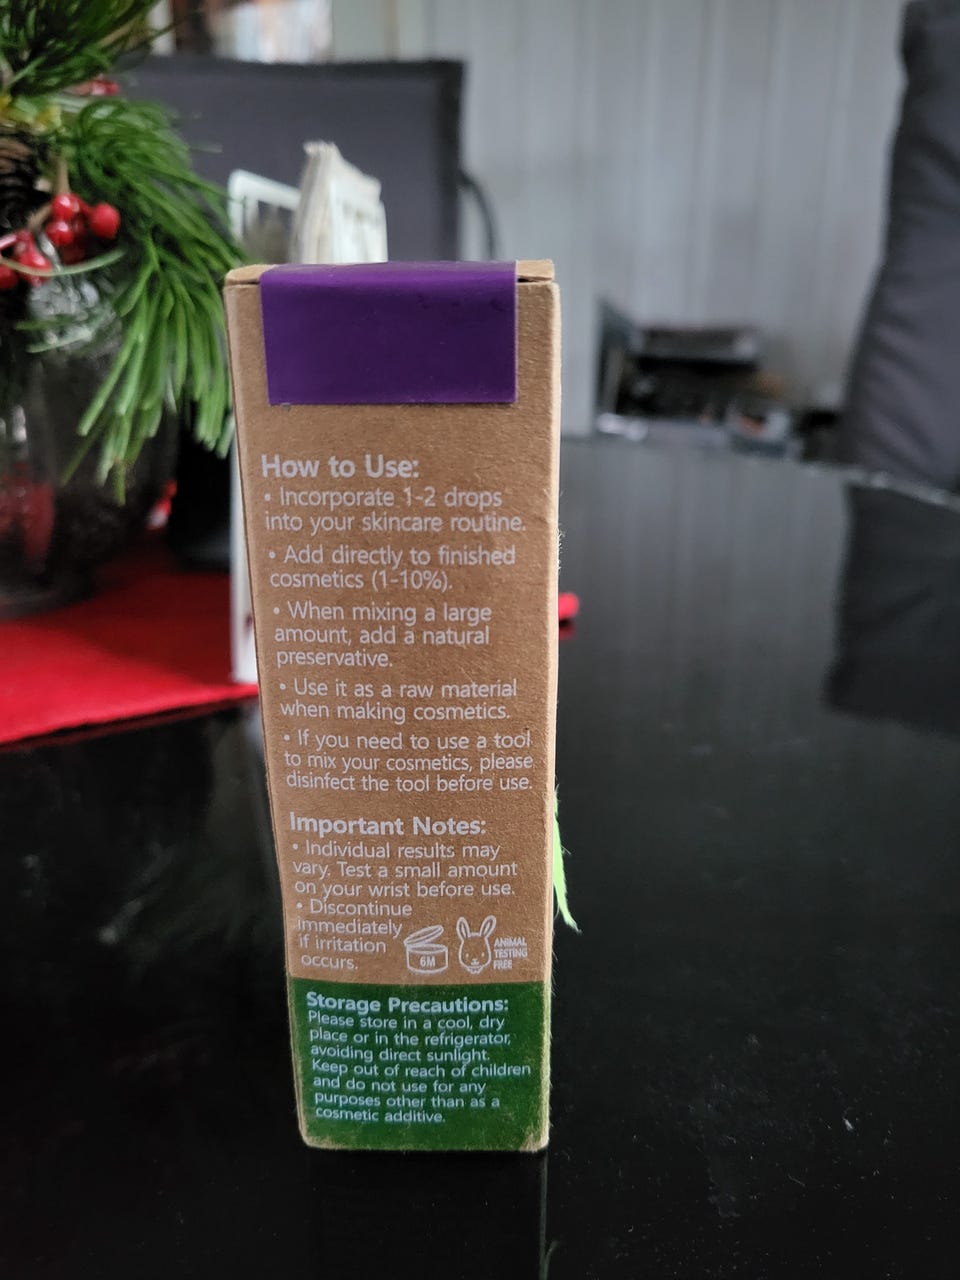 How to Use:
• Incorporate 1-2 drops
into your skincare routine.
• Add directly to finished
cosmetics (1-10%).
• When mixing a large
amount, add a natural
preservative.
• Use it as a raw material
when making cosmetics.
• If you need to use a tool
to mix your cosmetics, please
disinfect the tool before use.
Important Notes:
• Individual results may
vary. Test a small amount
on your wrist before use.
• Discontinue
immediately
if irritation
occurs.
6M
ANIMAL
TESTING
FREE
Storage Precautions:
Please store in a cool, dry
place or in the refrigerator,
avoiding direct sunlight.
Keep out of reach of children
and do not use for any
purposes other than as a
cosmetic additive.